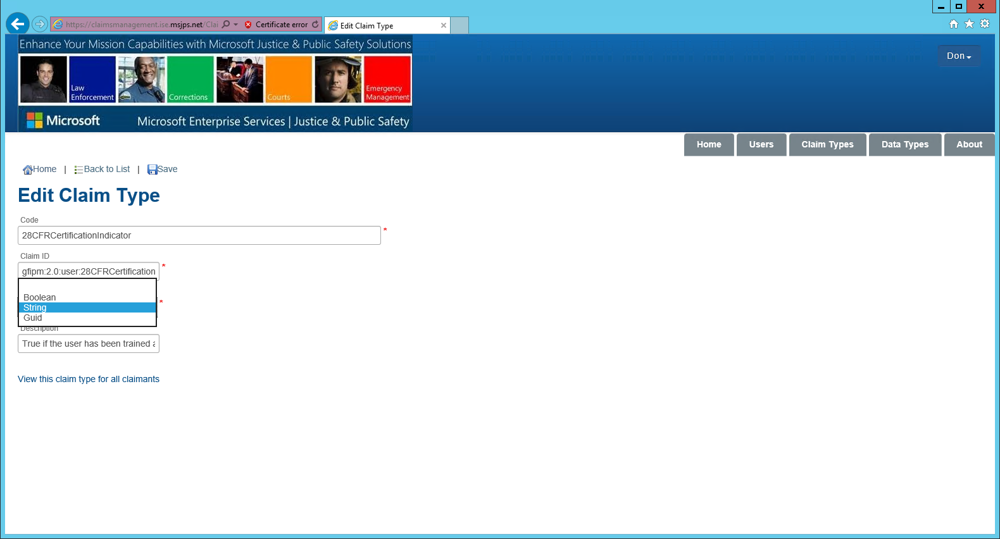 https://claimsmanagement.ise.msjps.net/Clai
Certificate error
Edit Claim Type
Enhance Your Mission Capabilities with Microsoft Justice & Public Safety Solutions
Don
Law
Enforcement
Corrections
Courts
Emergency
Management
Microsoft
Microsoft Enterprise Services | Justice & Public Safety
Home
Users
Claim Types
Data Types
About
Home | Back to List | Save
Edit Claim Type
Code
28CFRCertificationIndicator *
Claim ID
gfipm:2.0:user:28CFRCertification *
Boolean
String *
Guid
Description
True if the user has been trained a
View this claim type for all claimants